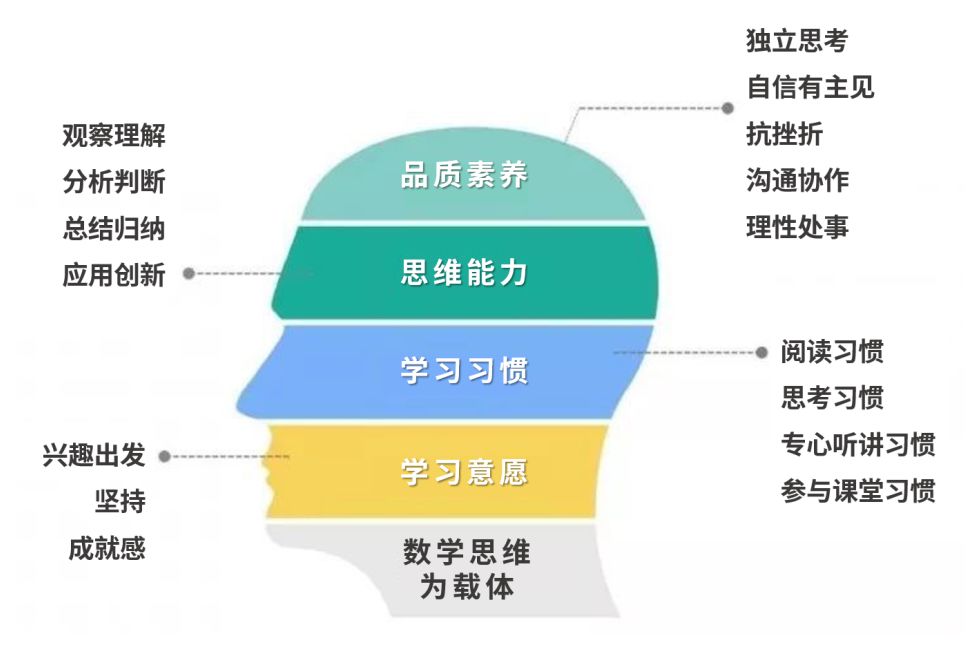 独立思考
自信有主见
抗挫折
沟通协作
理性处事
品质素养
观察理解
分析判断
总结归纳
应用创新
思维能力
学习习惯
阅读习惯
思考习惯
专心听讲习惯
参与课堂习惯
兴趣出发
坚持
成就感
学习意愿
数学思维
为载体